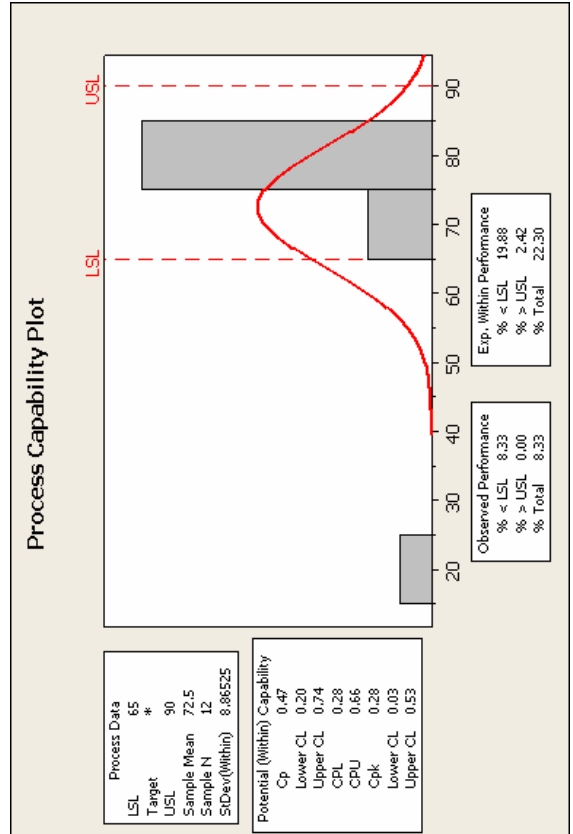 Process Capability Plot
Process Data
LSL 65
Target *
USL 90
Sample Mean 72.5
Sample N 12
StDev(Within) 8.86525
Potential (Within) Capability
Cp 0.47
Lower CL 0.20
Upper CL 0.74
CPL 0.28
CPU 0.66
Cpk 0.28
Lower CL 0.03
Upper CL 0.53
LSL USL
20 30 40 50 60 70 80 90
Observed Performance
% < LSL 8.33
% > USL 0.00
% Total 8.33
Exp. Within Performance
% < LSL 19.88
% > USL 2.42
% Total 22.30